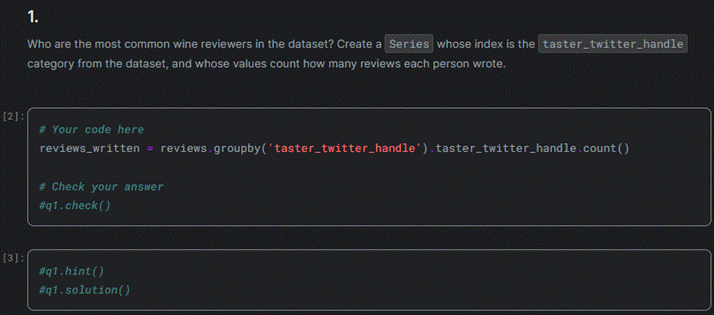 1.
Who are the most common wine reviewers in the dataset? Create a Series whose index is the taster_twitter_handle
category from the dataset, and whose values count how many reviews each person wrote.
[2]:
# Your code here
reviews_written = reviews.groupby('taster_twitter_handle').taster_twitter_handle.count()
# Check your answer
#q1.check()
[3]:
#q1.hint()
#q1.solution()